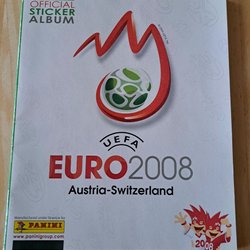 OFFICIAL
STICKER
ALBUM
UEFA
EURO2008
Austria-Switzerland
PANINI
www.paninigroup.com